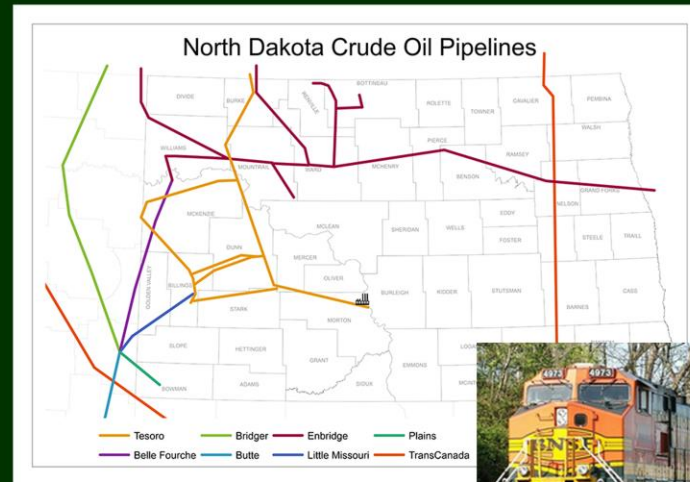 North Dakota Crude Oil Pipelines
DIVIDE
BURKE
RENVILLE
BOTTINEAU
ROLETTE
TOWNER
CAVALIER
PEMBINA
WALSH
WILLIAMS
MOUNTRAIL
WARD
MCHENRY
PIERCE
BENSON
RAMSEY
NELSON
GRAND FORKS
MCKENZIE
DUNN
MCLEAN
SHERIDAN
WELLS
EDDY
FOSTER
STEELE
TRAILL
GOLDEN VALLEY
BILLINGS
MERCER
OLIVER
BURLEIGH
KIDDER
STUTSMAN
BARNES
CASS
STARK
MORTON
SLOPE
HETTINGER
GRANT
EMMONS
BOWMAN
ADAMS
SIOUX
Tesoro
Bridger
Enbridge
Plains
Belle Fourche
Butte
Little Missouri
TransCanada
4973
4973
BNSF